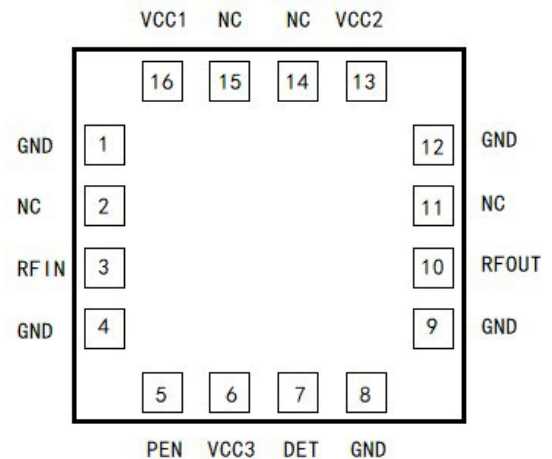 VCC1 NC NC VCC2
16 15 14 13
GND 1 12 GND
NC 2 11 NC
RFIN 3 10 RFOUT
GND 4 9 GND
5 6 7 8
PEN VCC3 DET GND